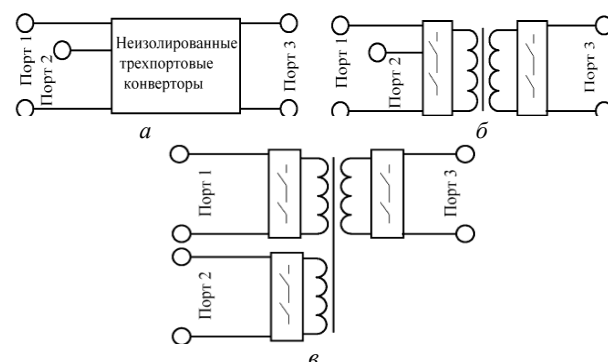 Порт 1
Порт 2
Неизолированные
трехпортовые
конверторы
Порт 3
а
Порт 1
Порт 2
Порт 3
б
Порт 1
Порт 2
Порт 3
в